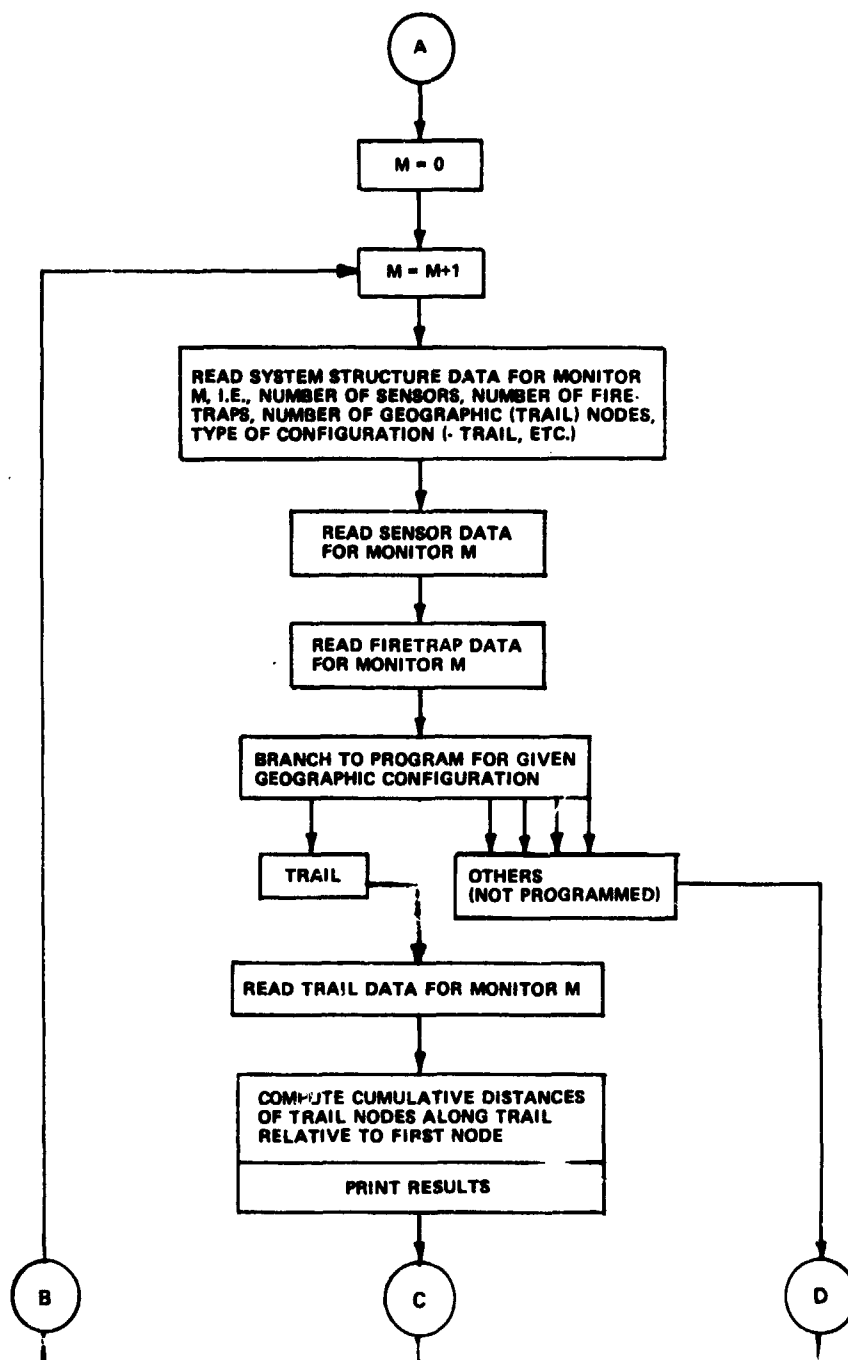 A
M = 0
M = M+1
READ SYSTEM STRUCTURE DATA FOR MONITOR
M, I.E., NUMBER OF SENSORS, NUMBER OF FIRE-
TRAPS, NUMBER OF GEOGRAPHIC (TRAIL) NODES,
TYPE OF CONFIGURATION (- TRAIL, ETC.)
READ SENSOR DATA
FOR MONITOR M
READ FIRETRAP DATA
FOR MONITOR M
BRANCH TO PROGRAM FOR GIVEN
GEOGRAPHIC CONFIGURATION
TRAIL
OTHERS
(NOT PROGRAMMED)
READ TRAIL DATA FOR MONITOR M
COMPUTE CUMULATIVE DISTANCES
OF TRAIL NODES ALONG TRAIL
RELATIVE TO FIRST NODE
PRINT RESULTS
B
C
D